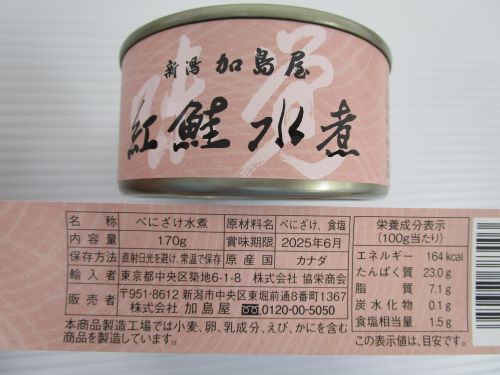 味覚
新潟 加島屋
紅鮭水煮
名称 べにざけ水煮 原材料名 べにざけ、食塩
内容量 170g 賞味期限 2025年6月
保存方法 直射日光を避け、常温で保存 原産国 カナダ
輸入者 東京都中央区築地6-1-8 株式会社 協栄商会
販売者 〒951-8066 新潟市中央区東堀前通8番町1367
株式会社 加島屋 0120-00-5050
※本商品製造工場では小麦、卵、乳成分、えび、かにを含む
商品を製造しています。
栄養成分表示
(100g当たり)
エネルギー 164kcal
たんぱく質 23.0g
脂質 7.1g
炭水化物 0.1g
食塩相当量 1.5g
この表示値は、目安です。